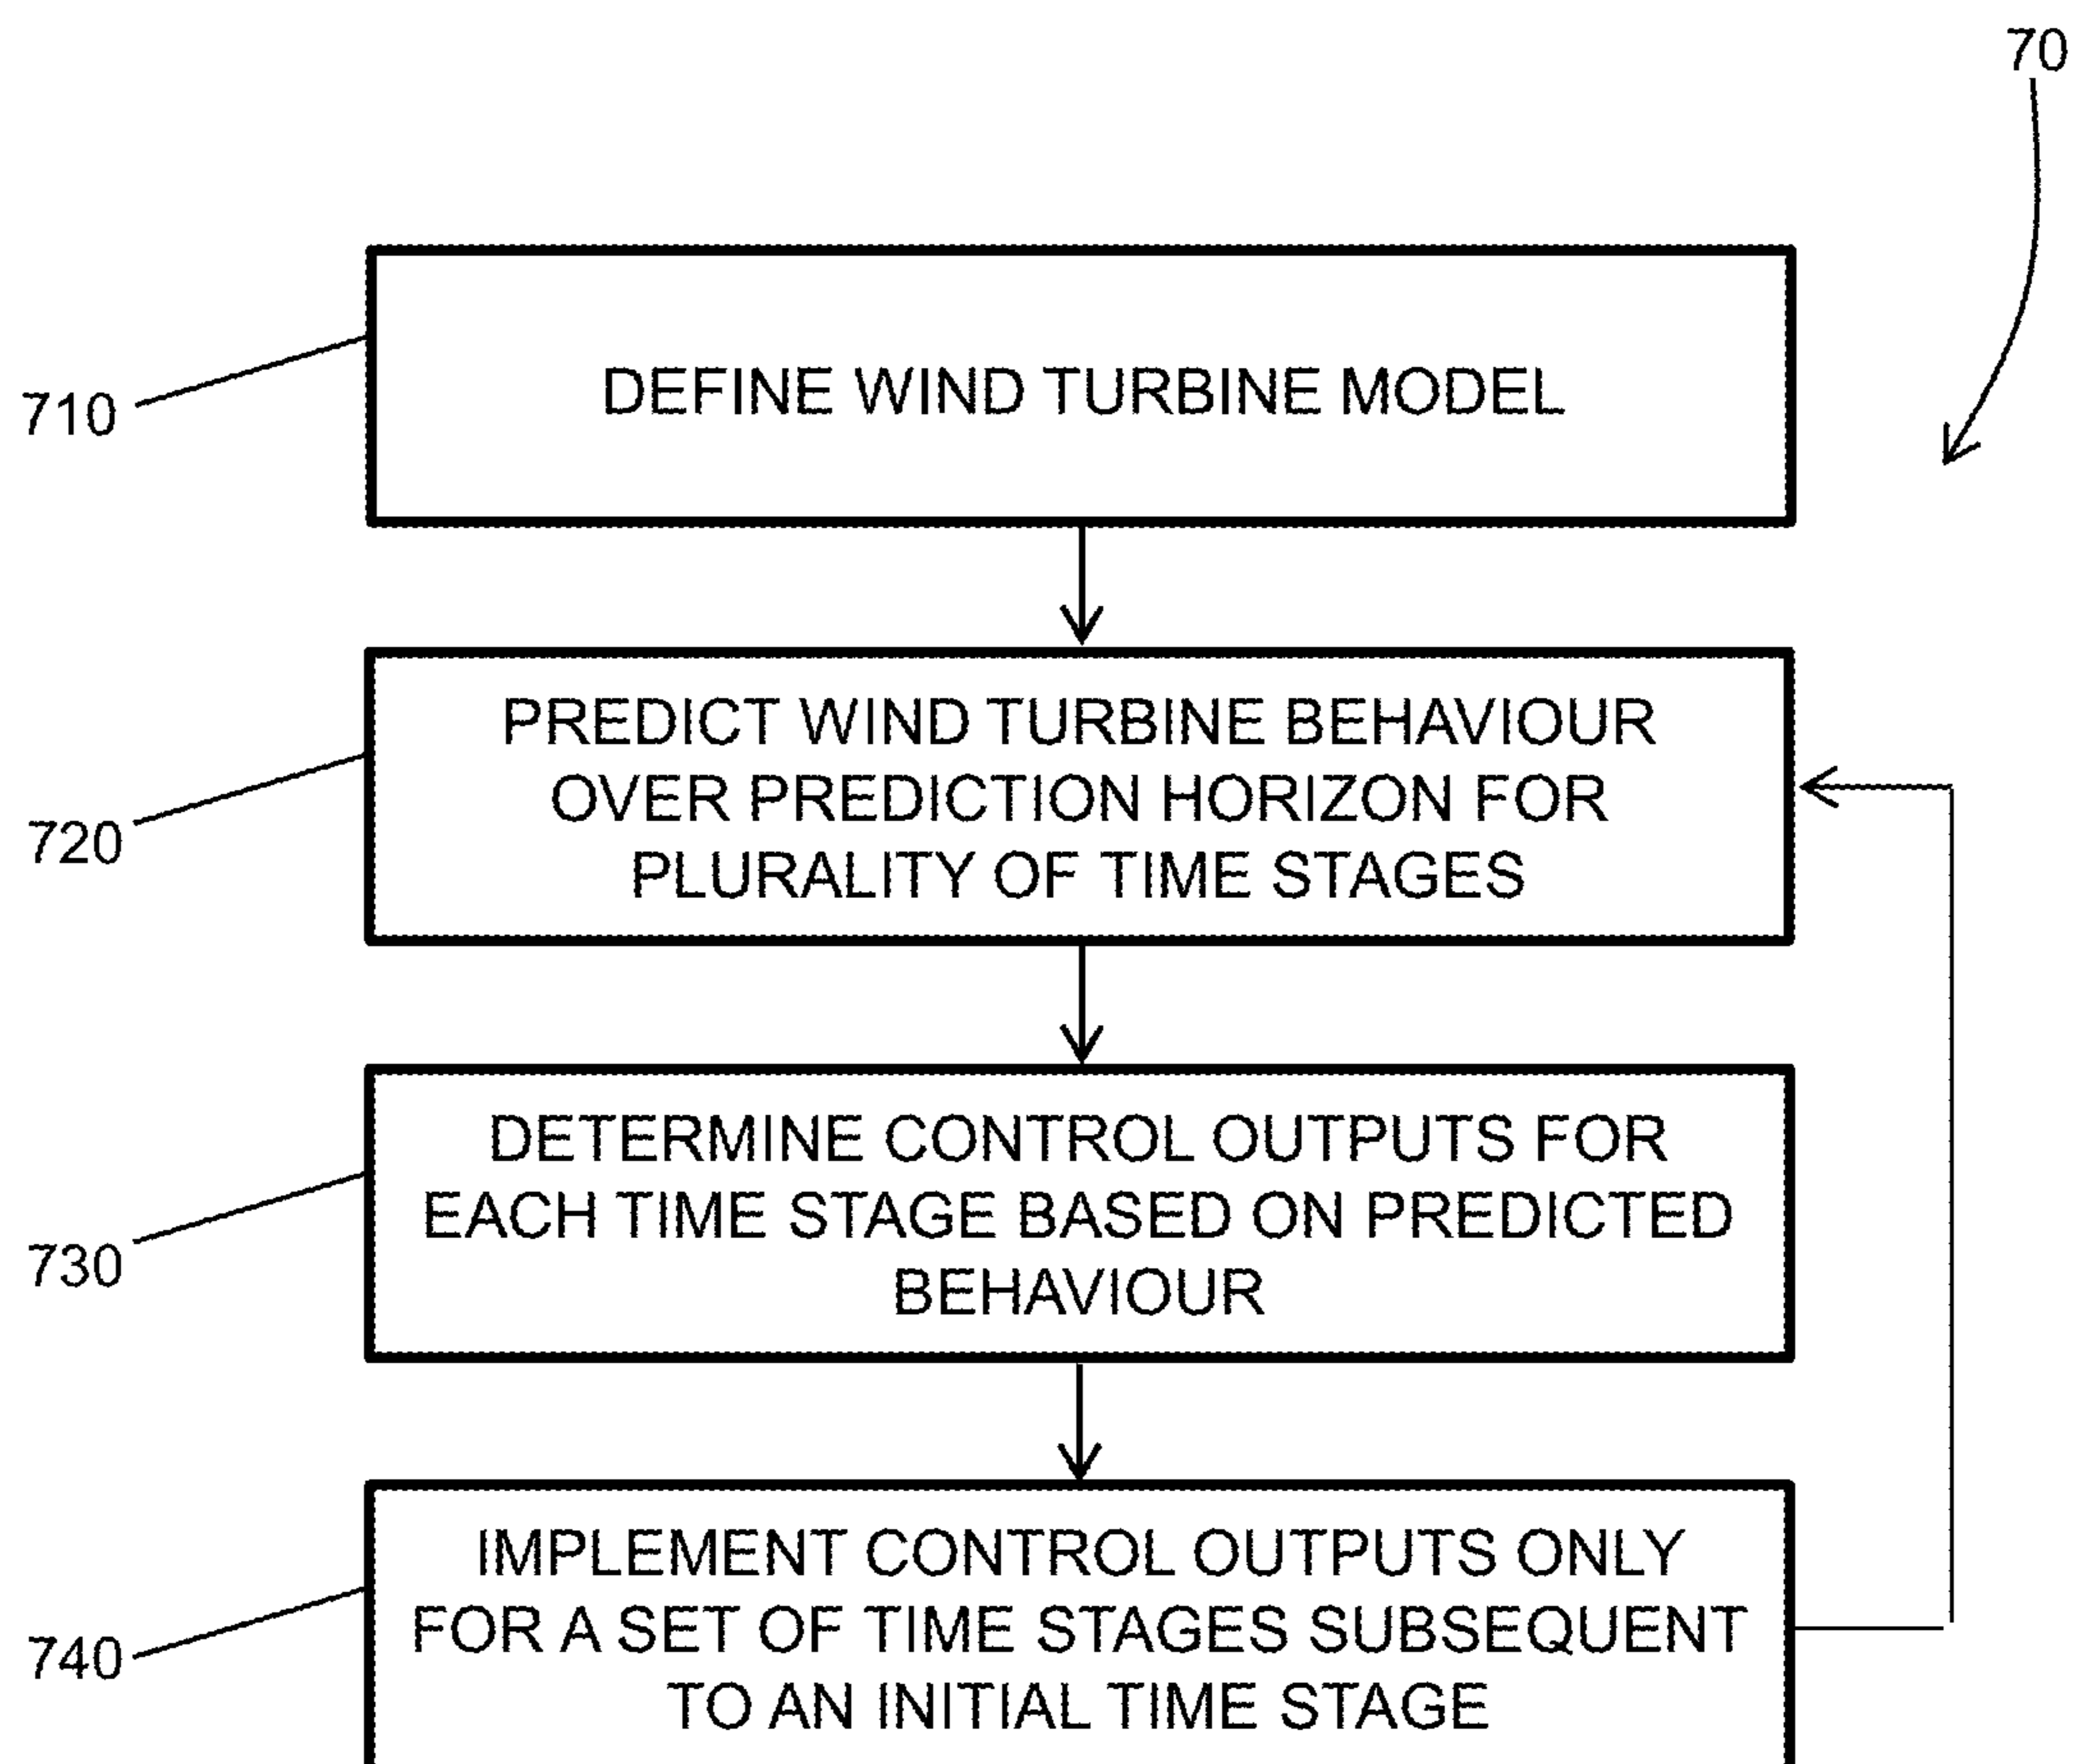 70
710
DEFINE WIND TURBINE MODEL
720
PREDICT WIND TURBINE BEHAVIOUR
OVER PREDICTION HORIZON FOR
PLURALITY OF TIME STAGES
730
DETERMINE CONTROL OUTPUTS FOR
EACH TIME STAGE BASED ON PREDICTED
BEHAVIOUR
740
IMPLEMENT CONTROL OUTPUTS ONLY
FOR A SET OF TIME STAGES SUBSEQUENT
TO AN INITIAL TIME STAGE